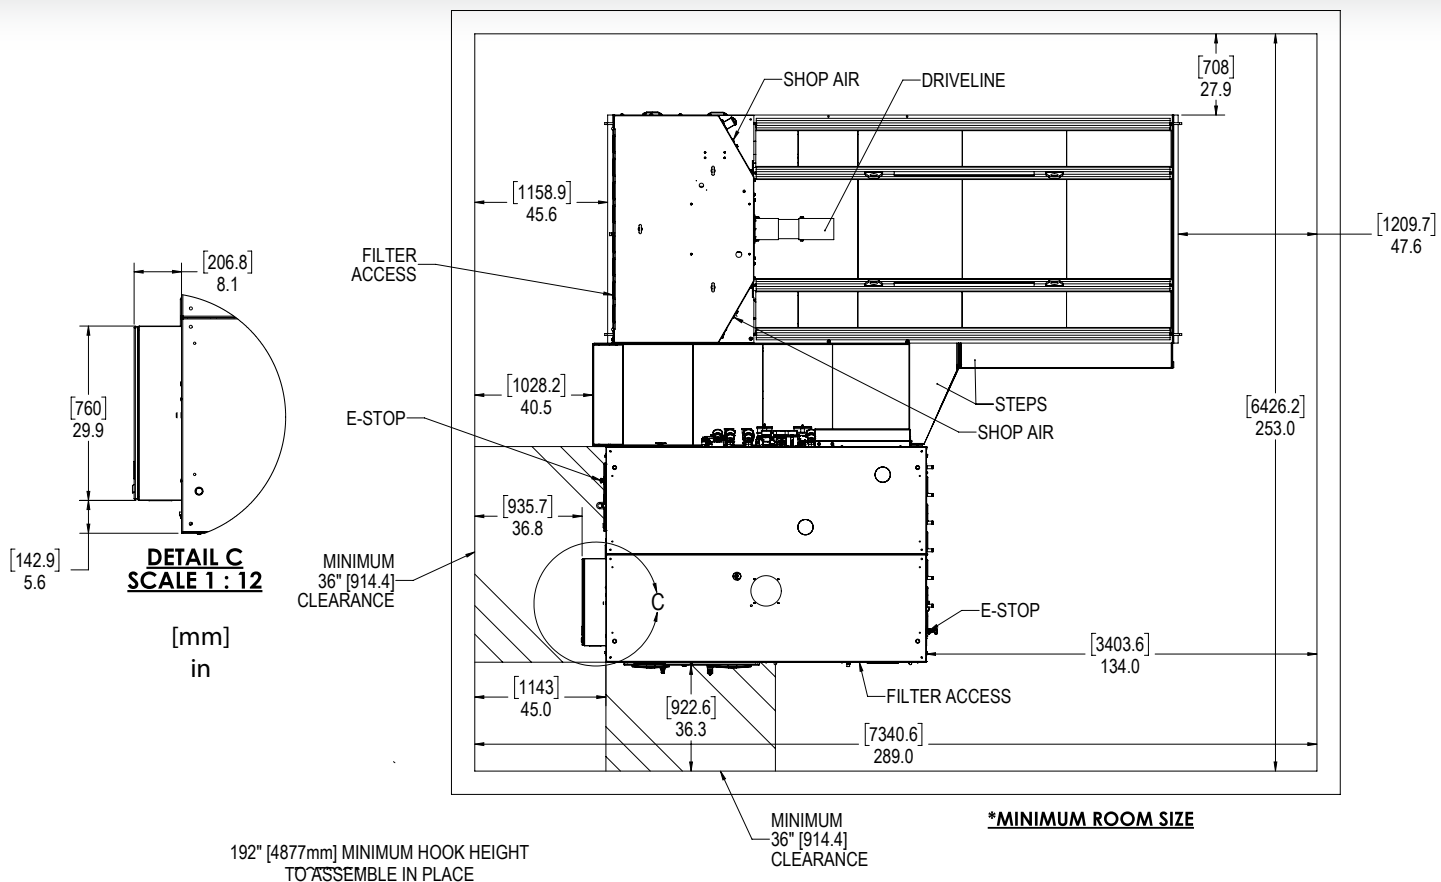 [708]
27.9
SHOP AIR
DRIVELINE
[1158.9]
45.6
[1209.7]
47.6
FILTER
ACCESS
[206.8]
8.1
[760]
29.9
[1028.2]
40.5
[6426.2]
253.0
E-STOP
STEPS
SHOP AIR
[935.7]
36.8
[142.9]
5.6
DETAIL C
SCALE 1 : 12
MINIMUM
36" [914.4]
CLEARANCE
C
E-STOP
[mm]
in
[3403.6]
134.0
[1143]
45.0
[922.6]
36.3
FILTER ACCESS
[7340.6]
289.0
*MINIMUM ROOM SIZE
MINIMUM
36" [914.4]
CLEARANCE
192" [4877mm] MINIMUM HOOK HEIGHT
TO ASSEMBLE IN PLACE